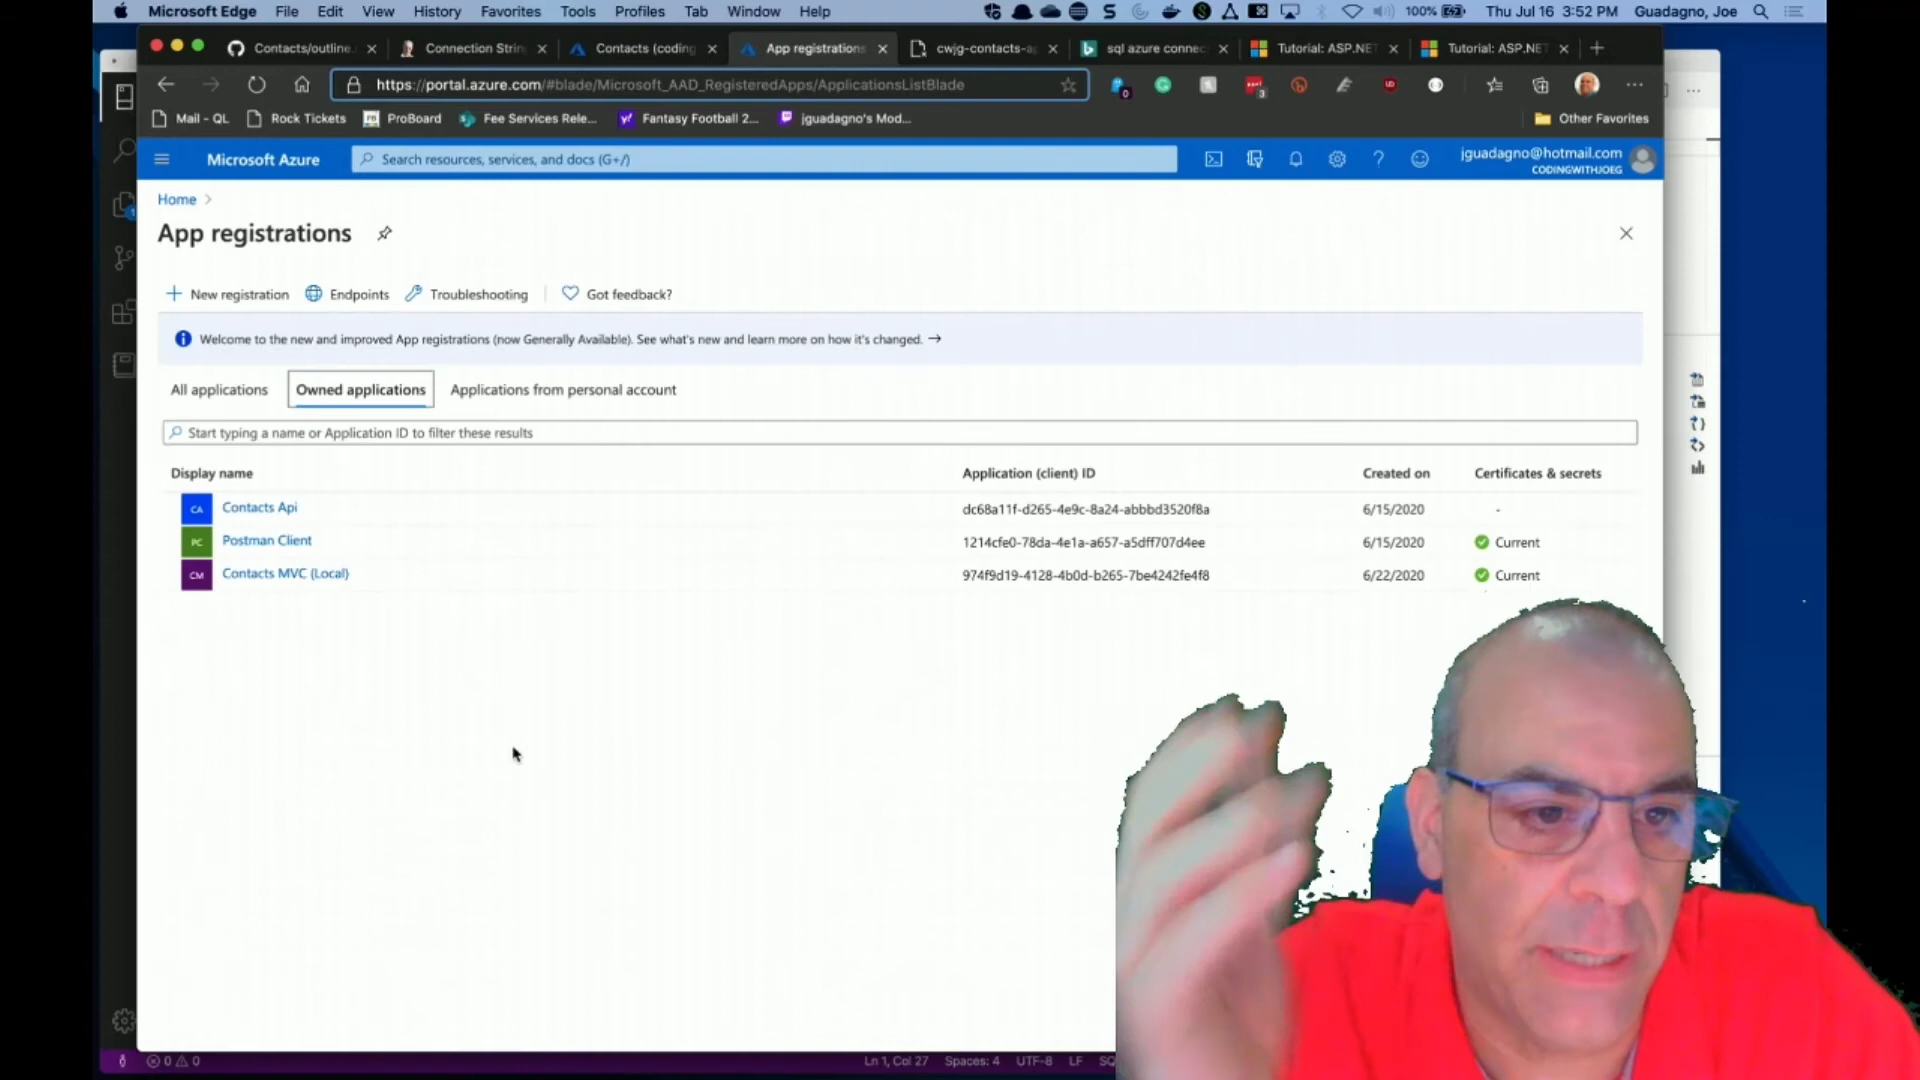 Microsoft Edge File Edit View History Favorites Tools Profiles Tab Window Help 100% Thu Jul 16 3:52 PM Guadagno, Joe
Contacts/outline. Connection Strin Contacts (coding App registrations cwjg-contacts-a sql azure connec Tutorial: ASP.NET Tutorial: ASP.NET
https://portal.azure.com/#blade/Microsoft_AAD_RegisteredApps/ApplicationsListBlade
Mail - QL Rock Tickets ProBoard Fee Services Rele... Fantasy Football 2... jguadagno's Mod... Other Favorites
Microsoft Azure Search resources, services, and docs (G+/) jguadagno@hotmail.com
CODINGWITHJOEG
Home >
App registrations
New registration Endpoints Troubleshooting Got feedback?
Welcome to the new and improved App registrations (now Generally Available). See what's new and learn more on how it's changed. →
All applications Owned applications Applications from personal account
Start typing a name or Application ID to filter these results
Display name Application (client) ID Created on Certificates & secrets
CA Contacts Api dc68a11f-d265-4e9c-8a24-abbbd3520f8a 6/15/2020 -
PC Postman Client 1214cfe0-78da-4e1a-a657-a5dff707d4ee 6/15/2020 Current
CM Contacts MVC (Local) 974f9d19-4128-4b0d-b265-7be4242fe4f8 6/22/2020 Current
0 0 Ln 1, Col 27 Spaces: 4 UTF-8 LF